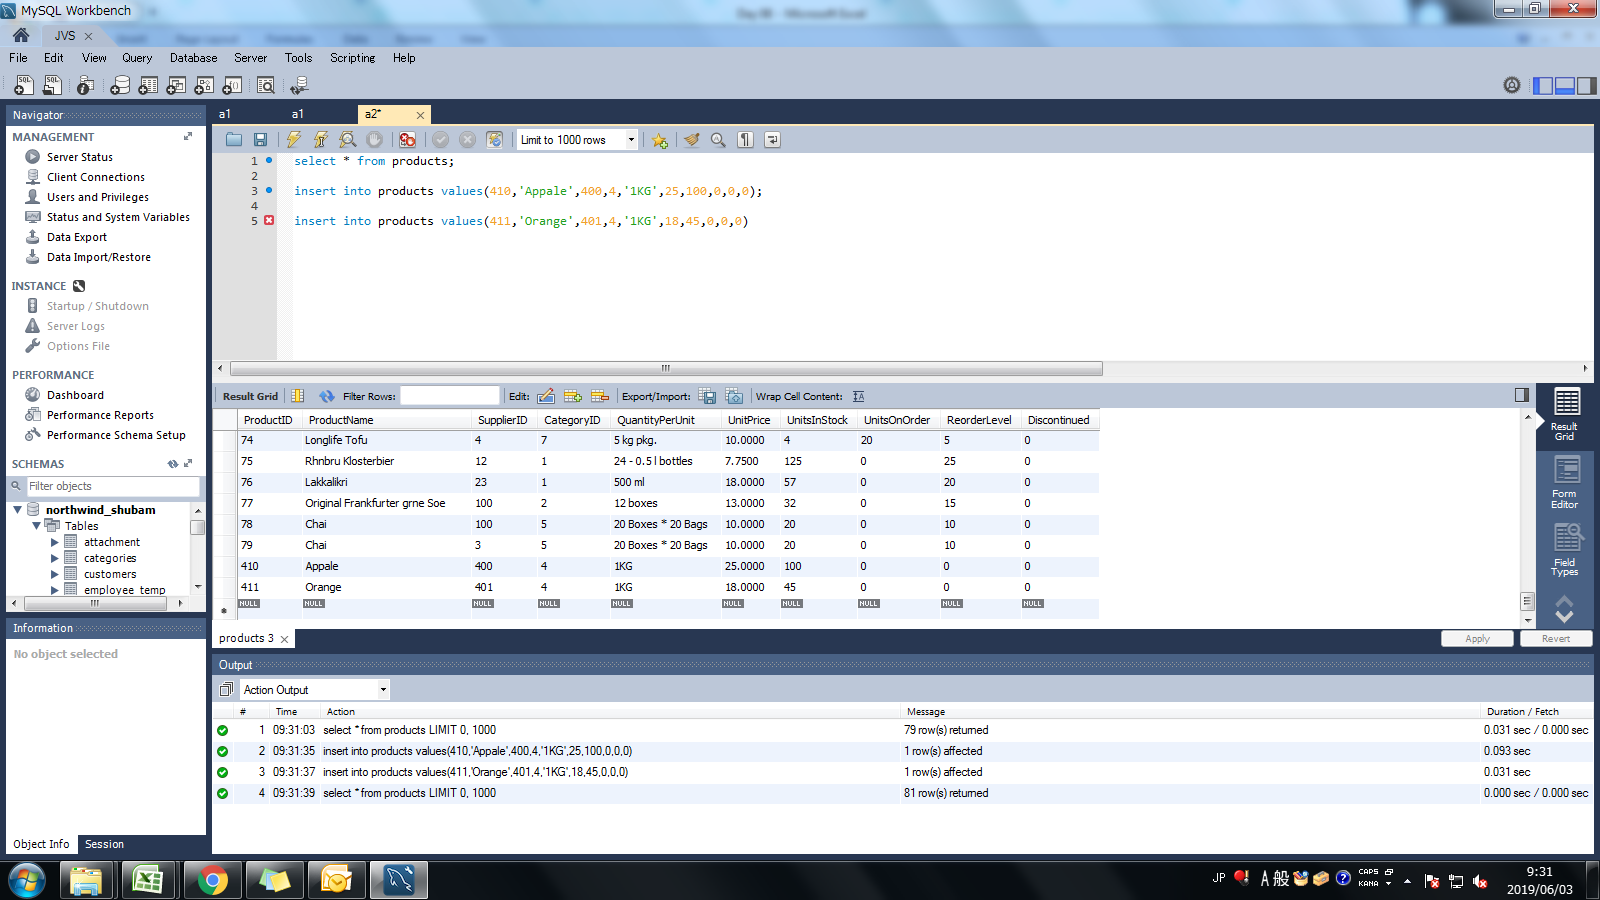 MySQL Workbench
JVS
File Edit View Query Database Server Tools Scripting Help
Navigator
MANAGEMENT
Server Status
Client Connections
Users and Privileges
Status and System Variables
Data Export
Data Import/Restore
INSTANCE
Startup / Shutdown
Server Logs
Options File
PERFORMANCE
Dashboard
Performance Reports
Performance Schema Setup
SCHEMAS
Filter objects
northwind_shubam
Tables
attachment
categories
customers
employee_temp
Information
No object selected
Object Info Session
a1 a1 a2*
Limit to 1000 rows
1 select * from products;
2
3 insert into products values(410,'Appale',400,4,'1KG',25,100,0,0,0);
4
5 insert into products values(411,'Orange',401,4,'1KG',18,45,0,0,0)
Result Grid Filter Rows: Edit: Export/Import: Wrap Cell Content:
ProductID ProductName SupplierID CategoryID QuantityPerUnit UnitPrice UnitsInStock UnitsOnOrder ReorderLevel Discontinued
74 Longlife Tofu 4 7 5 kg pkg. 10.0000 4 20 5 0
75 Rhnbru Klosterbier 12 1 24 - 0.5 l bottles 7.7500 125 0 25 0
76 Lakkalikri 23 1 500 ml 18.0000 57 0 20 0
77 Original Frankfurter grne Soe 100 2 12 boxes 13.0000 32 0 15 0
78 Chai 100 5 20 Boxes * 20 Bags 10.0000 20 0 10 0
79 Chai 3 5 20 Boxes * 20 Bags 10.0000 20 0 10 0
410 Appale 400 4 1KG 25.0000 100 0 0 0
411 Orange 401 4 1KG 18.0000 45 0 0 0
NULL NULL NULL NULL NULL NULL NULL NULL NULL NULL
Result Grid
Form Editor
Field Types
products 3
Apply Revert
Output
Action Output
# Time Action Message Duration / Fetch
1 09:31:03 select * from products LIMIT 0, 1000 79 row(s) returned 0.031 sec / 0.000 sec
2 09:31:35 insert into products values(410,'Appale',400,4,'1KG',25,100,0,0,0) 1 row(s) affected 0.093 sec
3 09:31:37 insert into products values(411,'Orange',401,4,'1KG',18,45,0,0,0) 1 row(s) affected 0.031 sec
4 09:31:39 select * from products LIMIT 0, 1000 81 row(s) returned 0.000 sec / 0.000 sec
JP A 般 CAPS KANA
9:31
2019/06/03